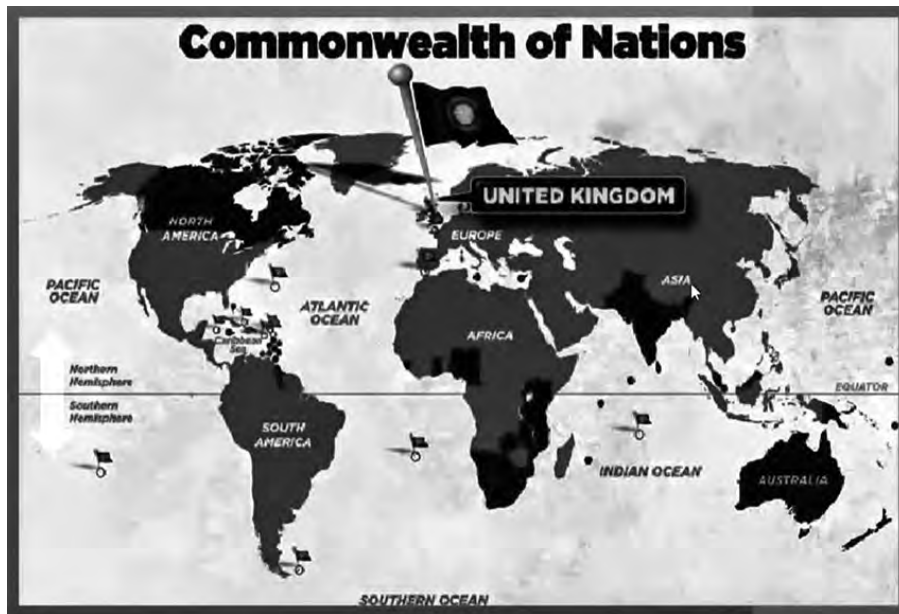 Commonwealth of Nations
UNITED KINGDOM
NORTH
AMERICA
EUROPE
ASIA
PACIFIC
OCEAN
ATLANTIC
OCEAN
PACIFIC
OCEAN
AFRICA
Caribbean
Sea
Northern
Hemisphere
EQUATOR
Southern
Hemisphere
SOUTH
AMERICA
INDIAN OCEAN
AUSTRALIA
SOUTHERN OCEAN